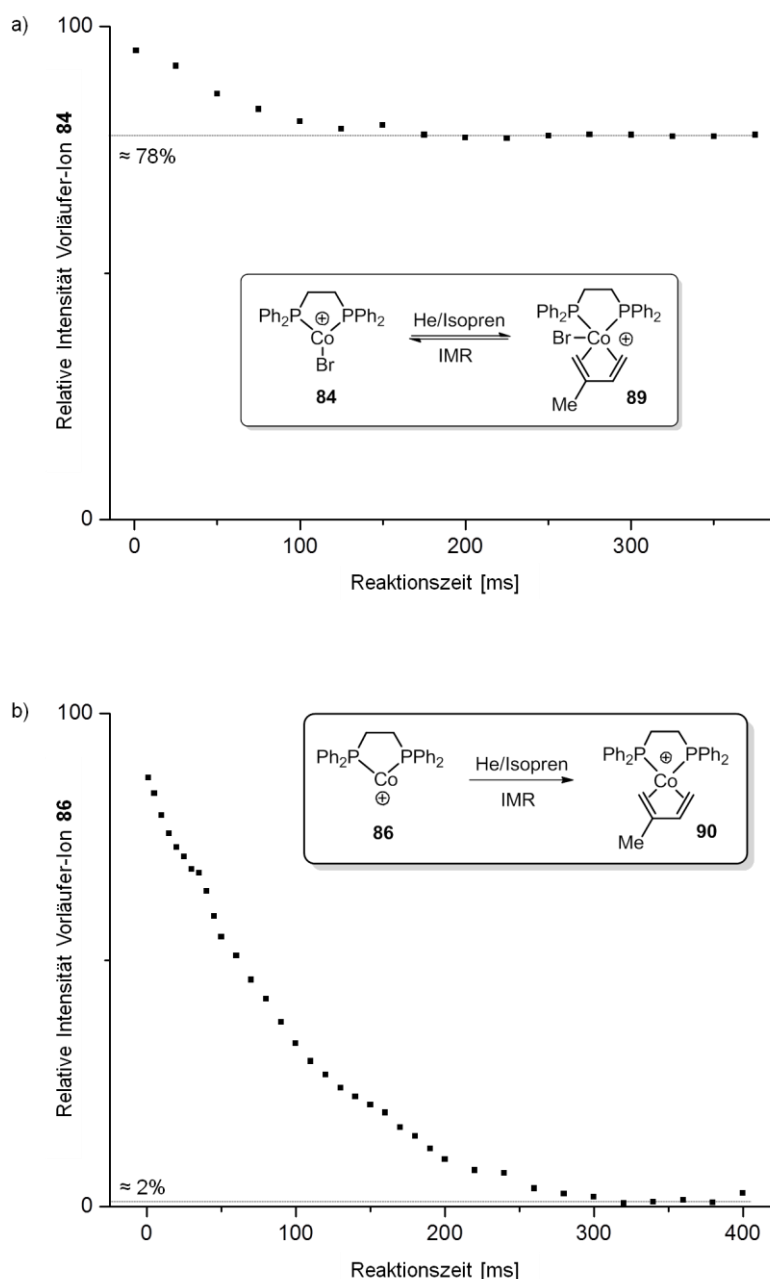 a)
100
Relative Intensität Vorläufer-Ion 84
≈ 78%
Ph2P PPh2
⊕
Co
Br
84
He/Isopren
IMR
Ph2P PPh2
Br Co ⊕
Me
89
0
0 100 200 300
Reaktionszeit [ms]
b)
100
Relative Intensität Vorläufer-Ion 86
Ph2P PPh2
Co
⊕
86
He/Isopren
IMR
Ph2P PPh2
⊕
Co
Me
90
≈ 2%
0
0 100 200 300 400
Reaktionszeit [ms]